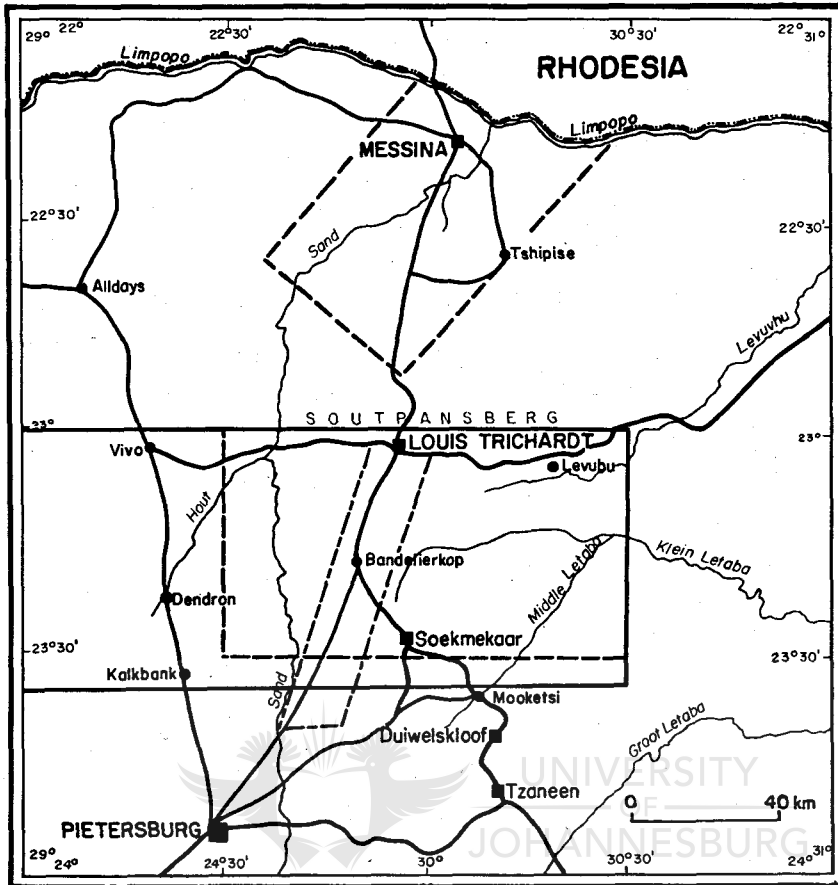 29° 22° 22°30' 30° 30°30' 22° 31°
Limpopo
RHODESIA
Limpopo
MESSINA
22°30' 22°30'
Sand
Tshipise
Alldays
Levuvhu
SOUTPANSBERG
23° 23°
LOUIS TRICHARDT
Vivo
Levubu
Hout
Bandelierkop
Klein Letaba
Middle Letaba
Dendron
Soekmekaar
23°30' 23°30'
Kalkbank
Sand
Mooketsi
Duiwelskloof
Groot Letaba
UNIVERSITY
Tzaneen
0 40 km
OF
PIETERSBURG
JOHANNESBURG
29° 24° 24°30' 30° 30°30' 24° 31°